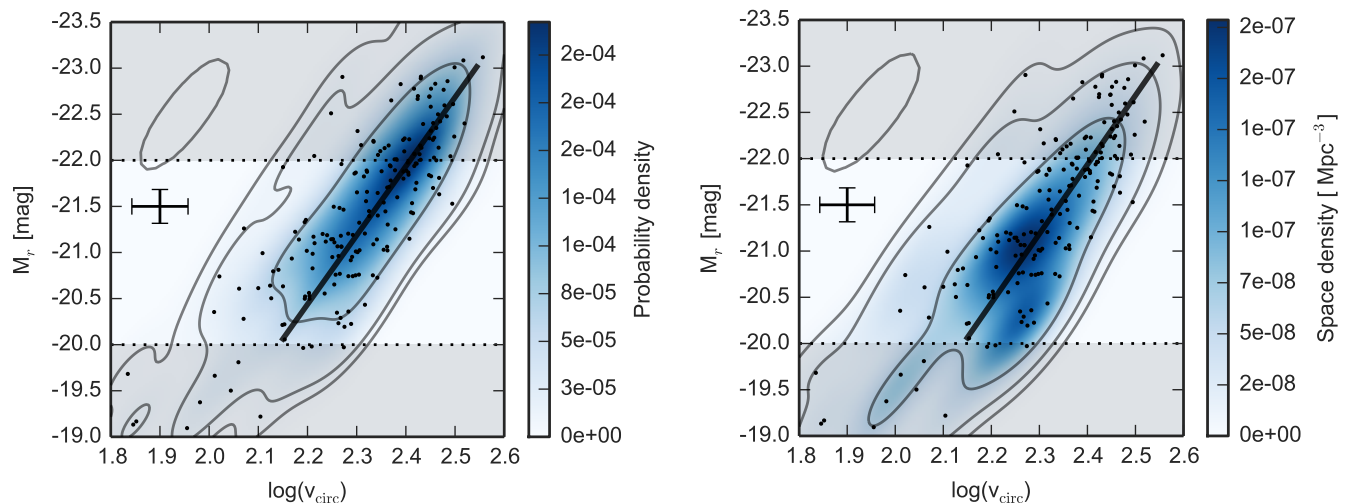 -23.5
-23.0
-22.5
-22.0
-21.5
-21.0
-20.5
-20.0
-19.5
-19.0
M_r [mag]
1.8 1.9 2.0 2.1 2.2 2.3 2.4 2.5 2.6
log(v_circ)
2e-04
2e-04
2e-04
1e-04
1e-04
8e-05
5e-05
3e-05
0e+00
Probability density
-23.5
-23.0
-22.5
-22.0
-21.5
-21.0
-20.5
-20.0
-19.5
-19.0
M_r [mag]
1.8 1.9 2.0 2.1 2.2 2.3 2.4 2.5 2.6
log(v_circ)
2e-07
2e-07
1e-07
1e-07
1e-07
7e-08
5e-08
2e-08
0e+00
Space density [ Mpc⁻³]